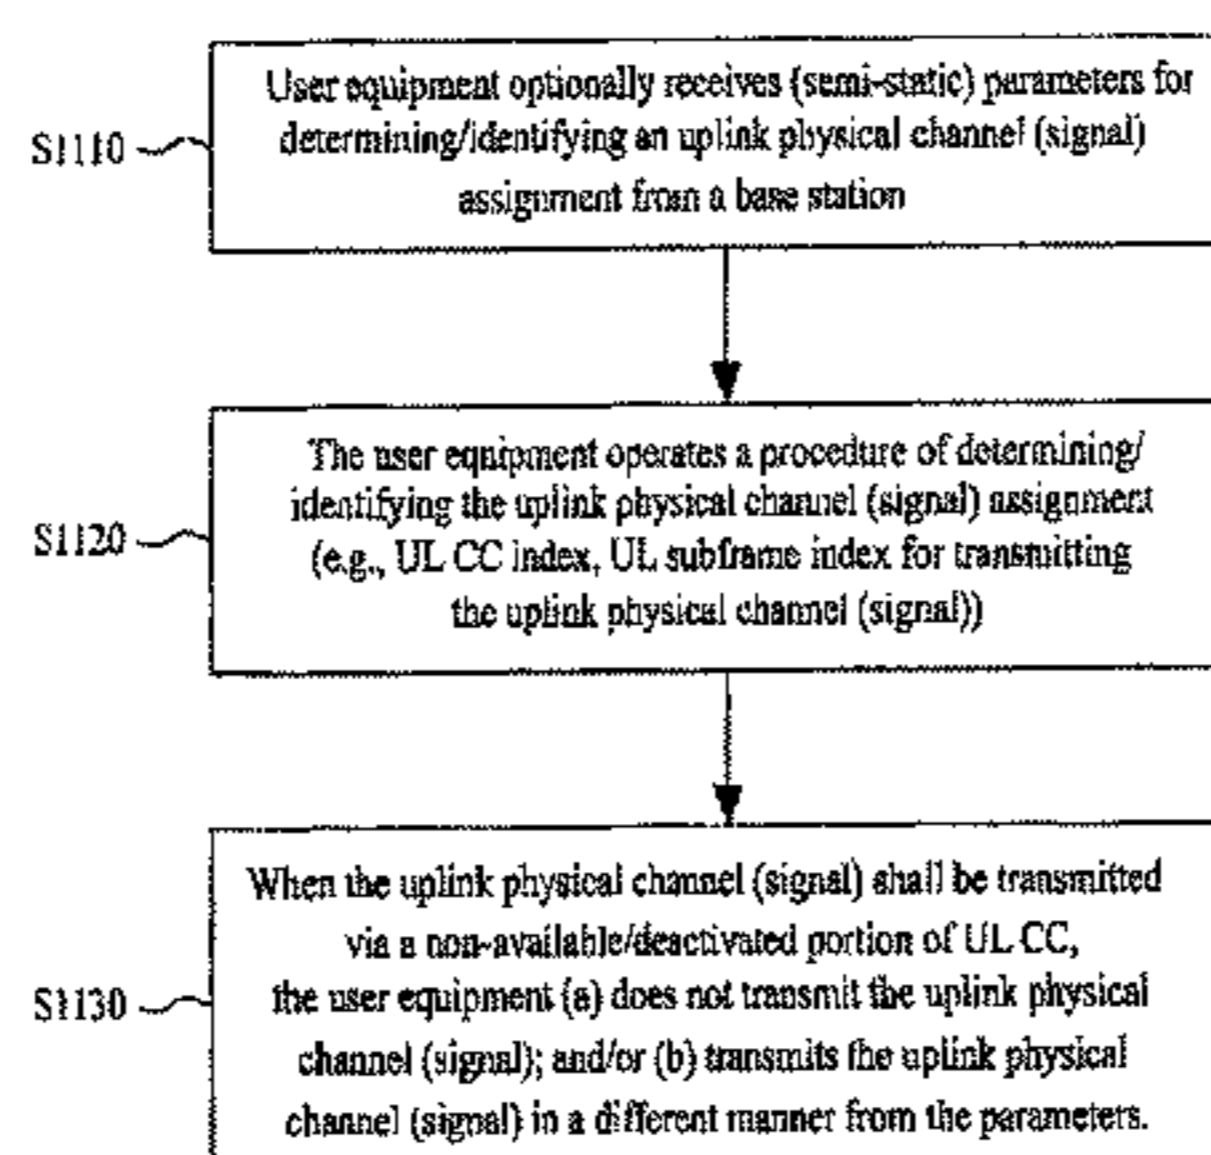 User equipment optionally receives (semi-static) parameters for
S1110
determining/identifying an uplink physical channel (signal)
assignment from a base station
The user equipment operates a procedure of determining/
identifying the uplink physical channel (signal) assignment
S1120
(e.g., UL CC index, UL subframe index for transmitting
the uplink physical channel (signal))
When the uplink physical channel (signal) shall be transmitted
via a non-available/deactivated portion of UL CC,
S1130
the user equipment (a) does not transmit the uplink physical
channel (signal); and/or (b) transmits the uplink physical
channel (signal) in a different manner from the parameters.